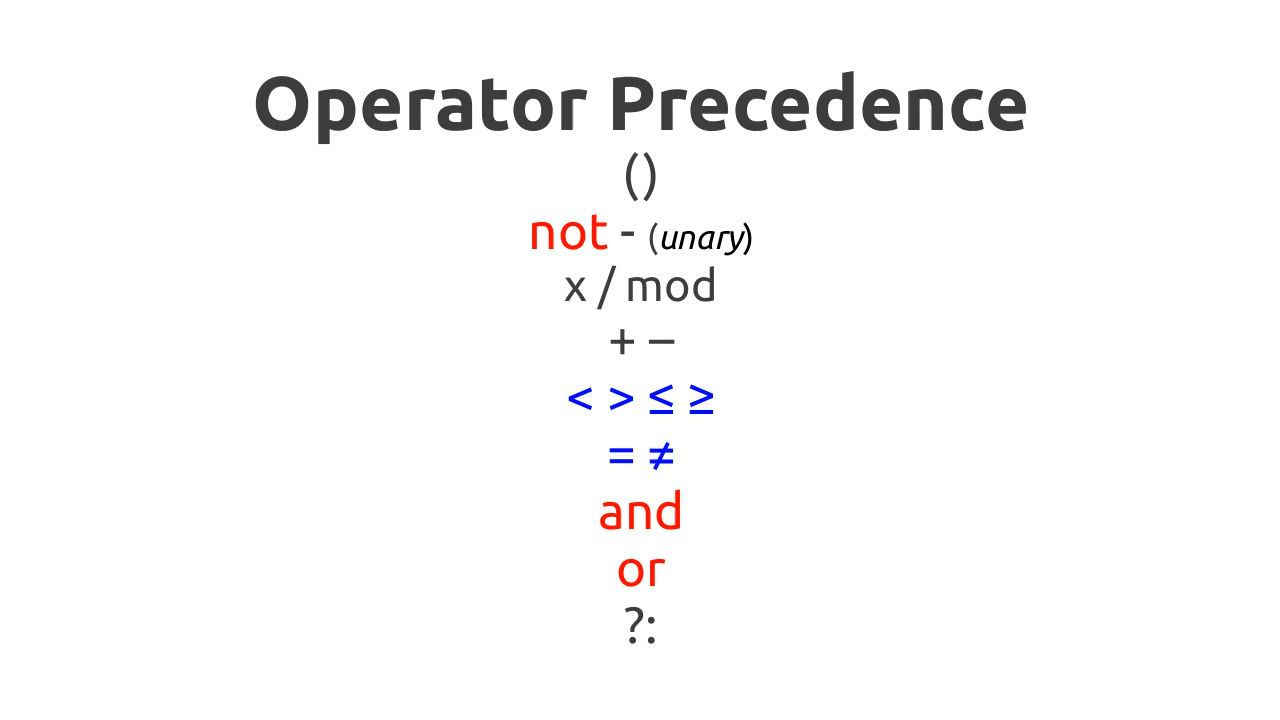 Operator Precedence
()
not - (unary)
x / mod
+ –
< > ≤ ≥
= ≠
and
or
?: